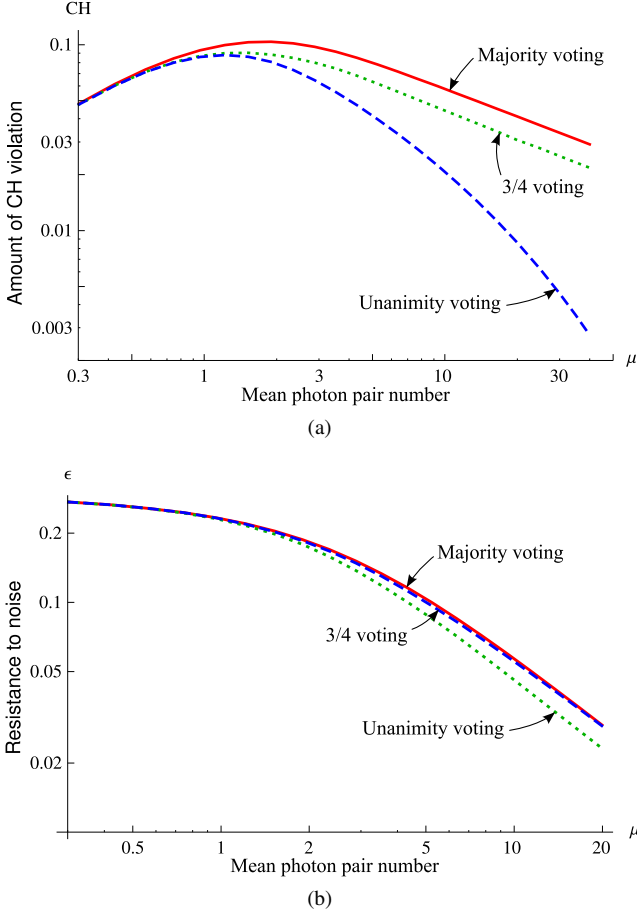 CH
0.1
0.03
0.01
0.003
Amount of CH violation
Majority voting
3/4 voting
Unanimity voting
0.3 1 3 10 30 μ
Mean photon pair number
(a)
ϵ
0.2
0.1
0.05
0.02
Resistance to noise
Majority voting
3/4 voting
Unanimity voting
0.5 1 2 5 10 20 μ
Mean photon pair number
(b)